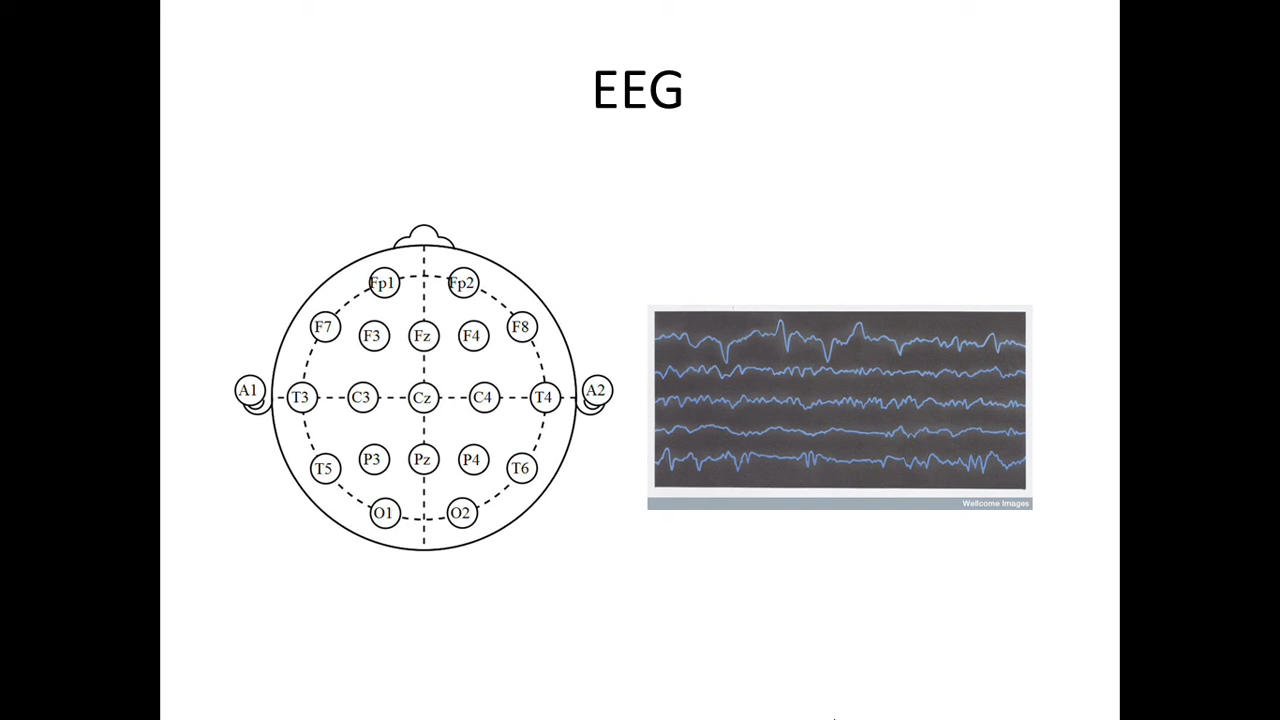 EEG
Fp1 Fp2
F7 F3 Fz F4 F8
A1 T3 C3 Cz C4 T4 A2
T5 P3 Pz P4 T6
O1 O2
Wellcome Images